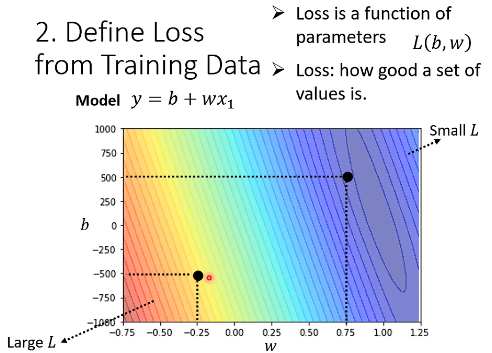 2. Define Loss
from Training Data
➢ Loss is a function of
parameters L(b, w)
➢ Loss: how good a set of
values is.
Model y = b + wx₁
Small L
1000
750
500
250
0
−250
−500
−750
−1000
b
Large L
−0.75 −0.50 −0.25 0.00 0.25 0.50 0.75 1.00 1.25
w